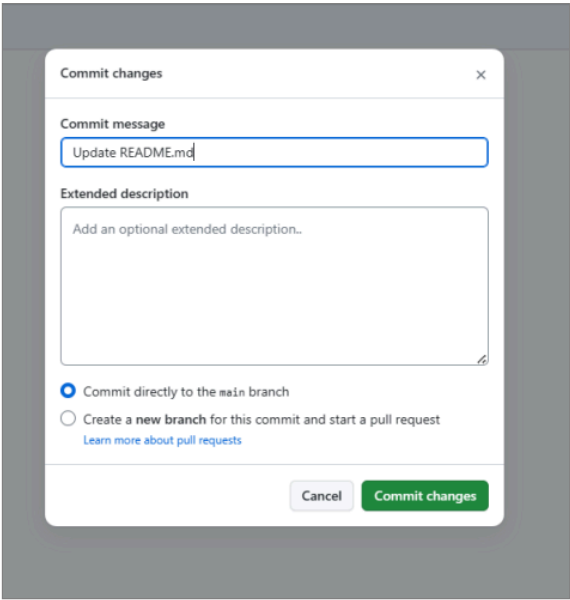 Commit changes
Commit message
Update README.md
Extended description
Add an optional extended description..
Commit directly to the main branch
Create a new branch for this commit and start a pull request
Learn more about pull requests
Cancel Commit changes